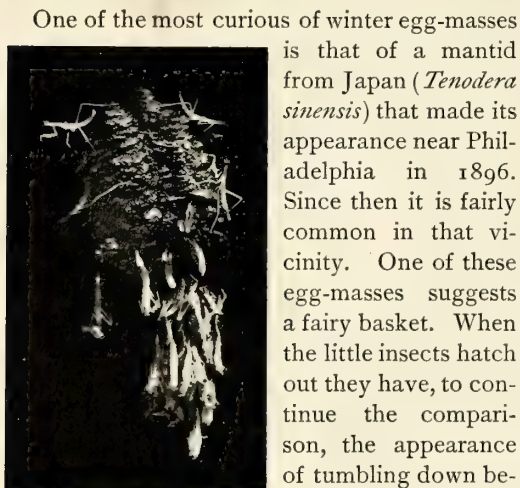 One of the most curious of winter egg-masses
is that of a mantid
from Japan (Tenodera
sinensis) that made its
appearance near Phil-
adelphia in 1896.
Since then it is fairly
common in that vi-
cinity. One of these
egg-masses suggests
a fairy basket. When
the little insects hatch
out they have, to con-
tinue the compari-
son, the appearance
of tumbling down be-